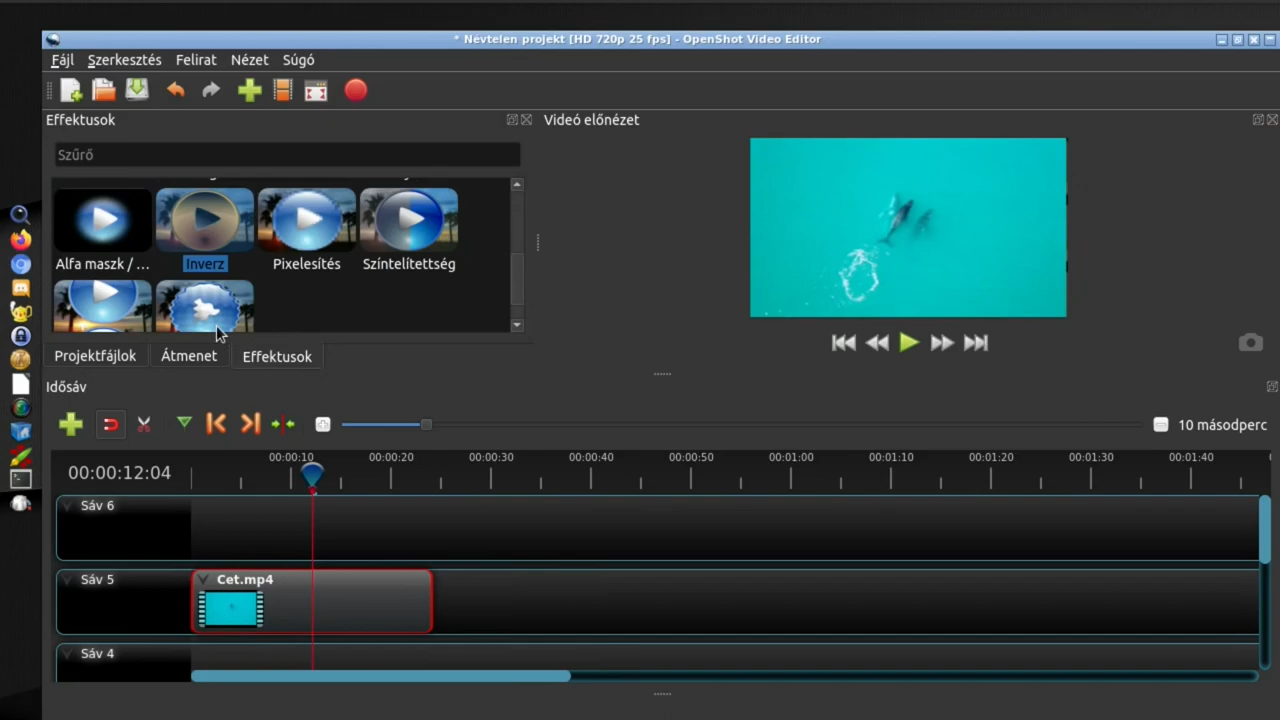 * Névtelen projekt [HD 720p 25 fps] - OpenShot Video Editor
Fájl Szerkesztés Felirat Nézet Súgó
Effektusok
Videó előnézet
Szűrő
Alfa maszk / ...
Inverz
Pixelesítés
Színtelítettség
Projektfájlok
Átmenet
Effektusok
Idősáv
10 másodperc
00:00:12:04
00:00:10 00:00:20 00:00:30 00:00:40 00:00:50 00:01:00 00:01:10 00:01:20 00:01:30 00:01:40
Sáv 6
Sáv 5
Cet.mp4
Sáv 4